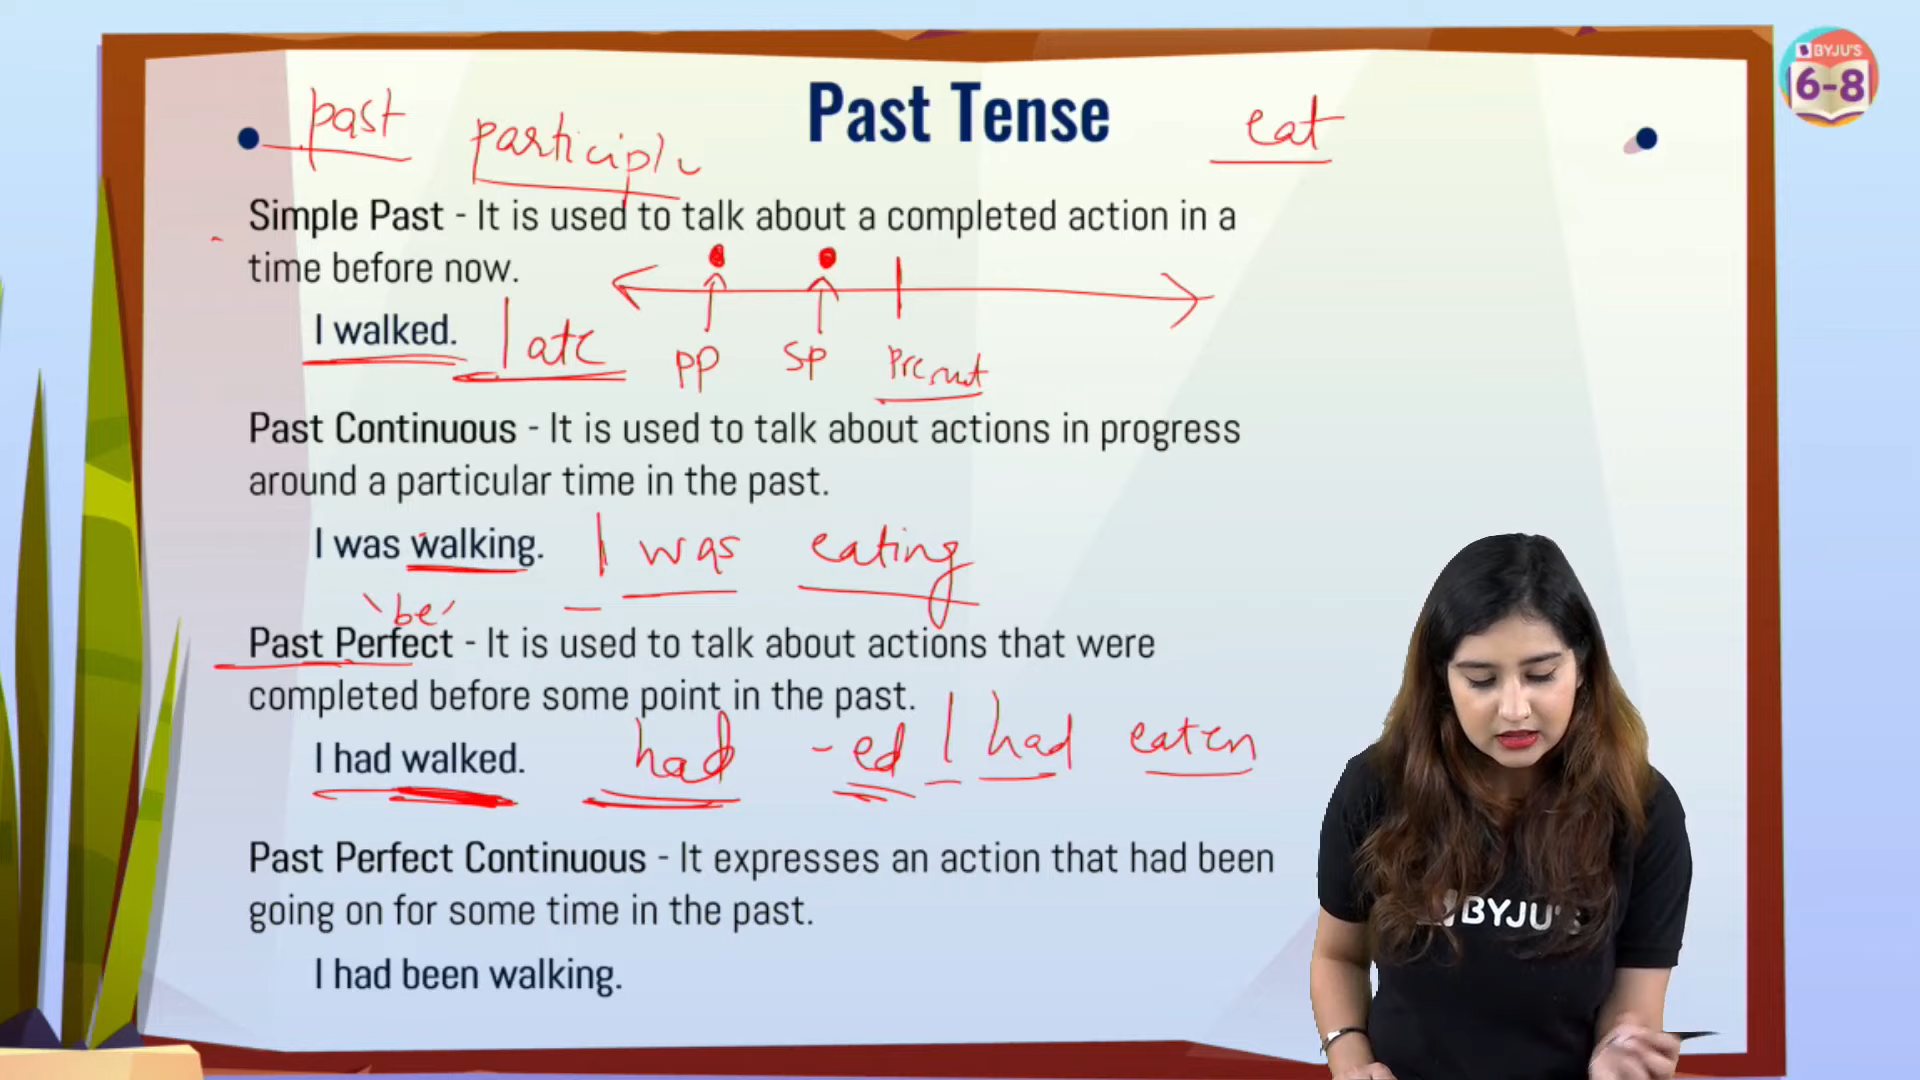 BYJU'S
6-8
Past Tense
past participle
eat
Simple Past - It is used to talk about a completed action in a
time before now.
I walked. I ate
PP SP Present
Past Continuous - It is used to talk about actions in progress
around a particular time in the past.
I was walking. I was eating
'be'
Past Perfect - It is used to talk about actions that were
completed before some point in the past.
I had walked. had -ed I had eaten
Past Perfect Continuous - It expresses an action that had been
going on for some time in the past.
I had been walking.
BYJU'S